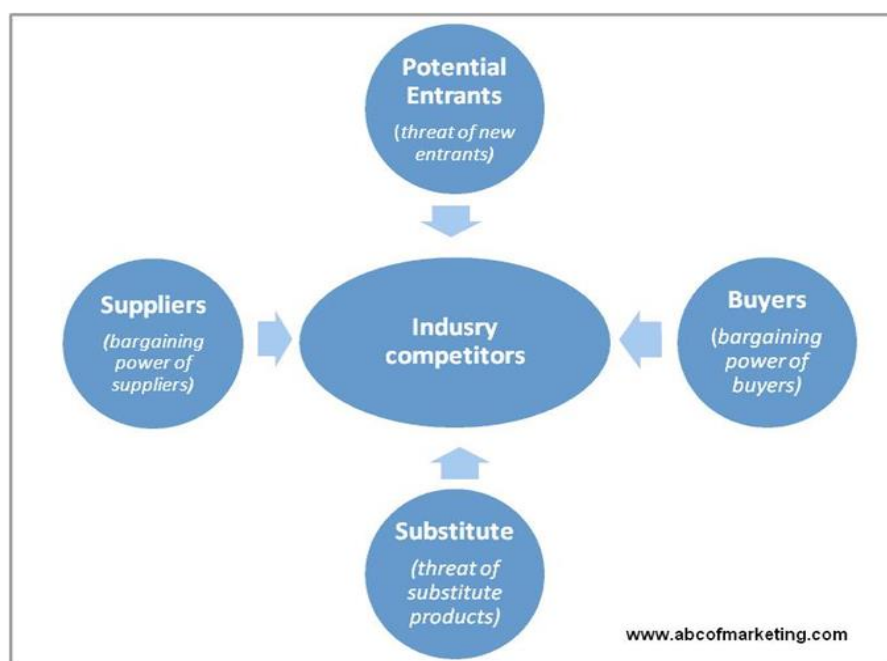 Potential
Entrants
(threat of new
entrants)
Suppliers
(bargaining
power of
suppliers)
Indusry
competitors
Buyers
(bargaining
power of
buyers)
Substitute
(threat of
substitute
products)
www.abcofmarketing.com